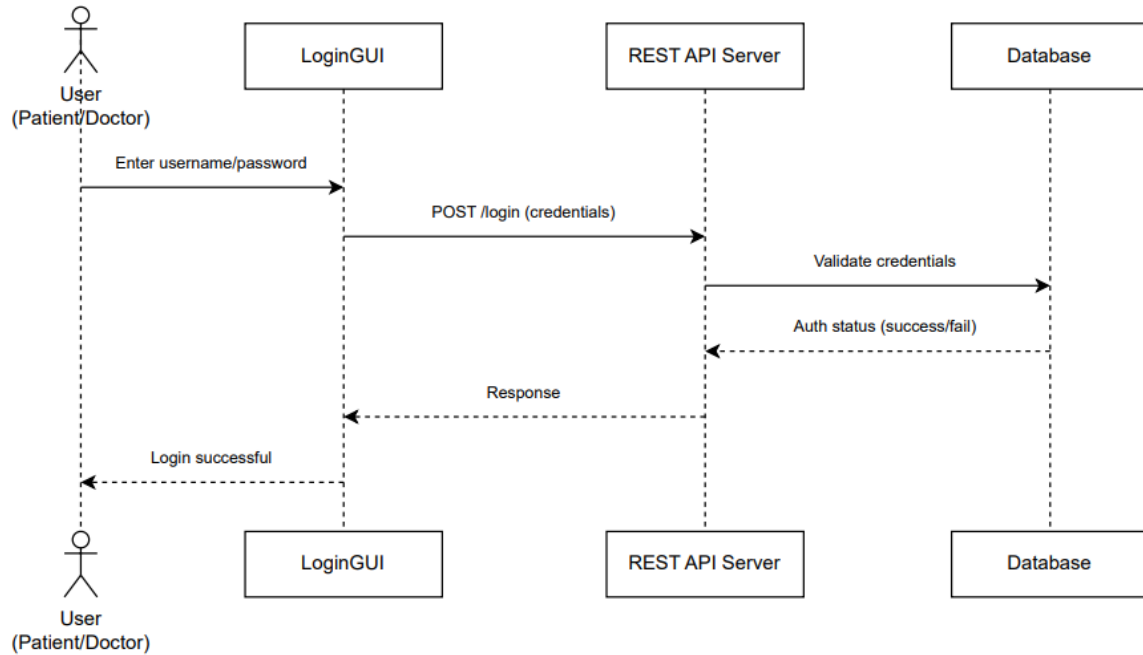 LoginGUI
REST API Server
Database
User
(Patient/Doctor)
Enter username/password
POST /login (credentials)
Validate credentials
Auth status (success/fail)
Response
Login successful
LoginGUI
REST API Server
Database
User
(Patient/Doctor)